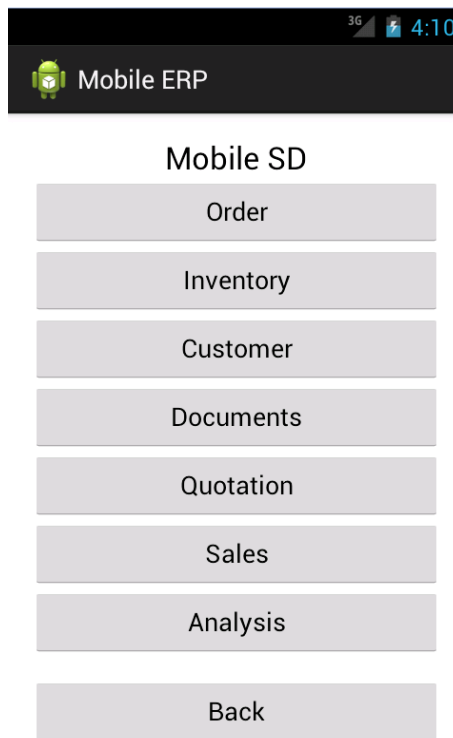 3G 4:10
Mobile ERP
Mobile SD
Order
Inventory
Customer
Documents
Quotation
Sales
Analysis
Back